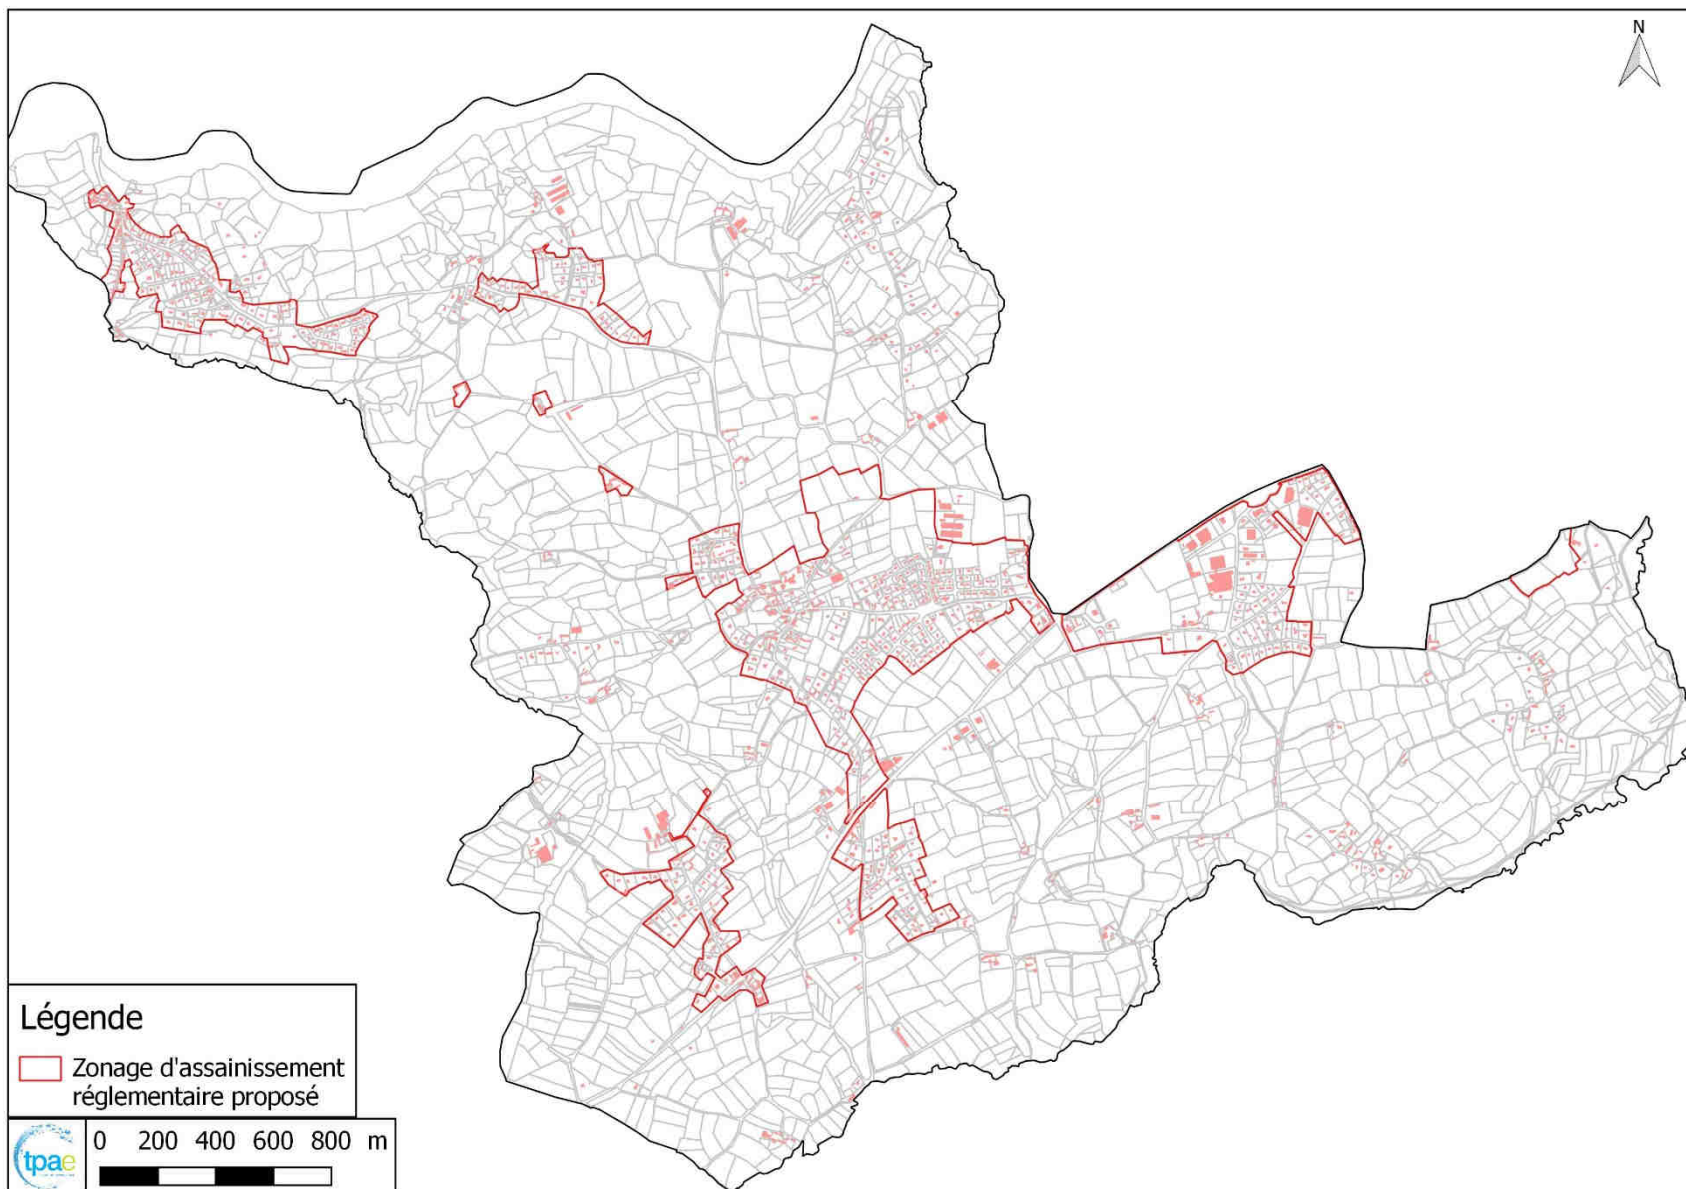 N
Légende
Zonage d'assainissement
réglementaire proposé
0 200 400 600 800 m
tpae